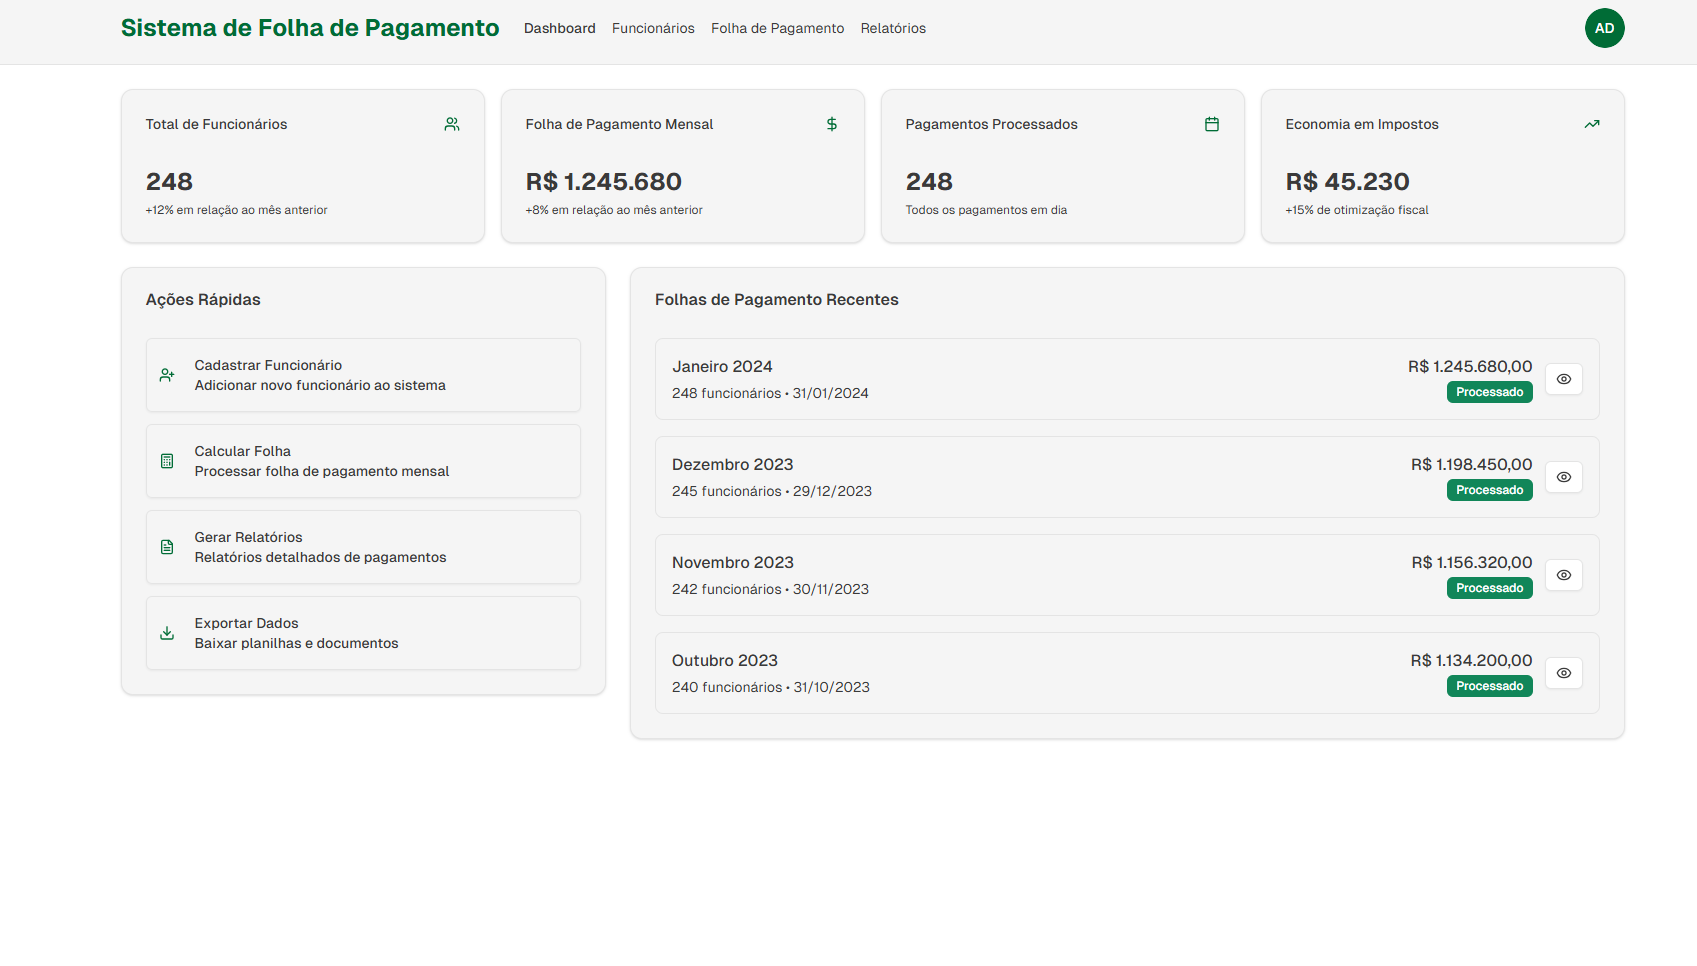 Sistema de Folha de Pagamento
Dashboard
Funcionários
Folha de Pagamento
Relatórios
AD
Total de Funcionários
248
+12% em relação ao mês anterior
Folha de Pagamento Mensal
R$ 1.245.680
+8% em relação ao mês anterior
Pagamentos Processados
248
Todos os pagamentos em dia
Economia em Impostos
R$ 45.230
+15% de otimização fiscal
Ações Rápidas
Cadastrar Funcionário
Adicionar novo funcionário ao sistema
Calcular Folha
Processar folha de pagamento mensal
Gerar Relatórios
Relatórios detalhados de pagamentos
Exportar Dados
Baixar planilhas e documentos
Folhas de Pagamento Recentes
Janeiro 2024
248 funcionários • 31/01/2024
R$ 1.245.680,00
Processado
Dezembro 2023
245 funcionários • 29/12/2023
R$ 1.198.450,00
Processado
Novembro 2023
242 funcionários • 30/11/2023
R$ 1.156.320,00
Processado
Outubro 2023
240 funcionários • 31/10/2023
R$ 1.134.200,00
Processado